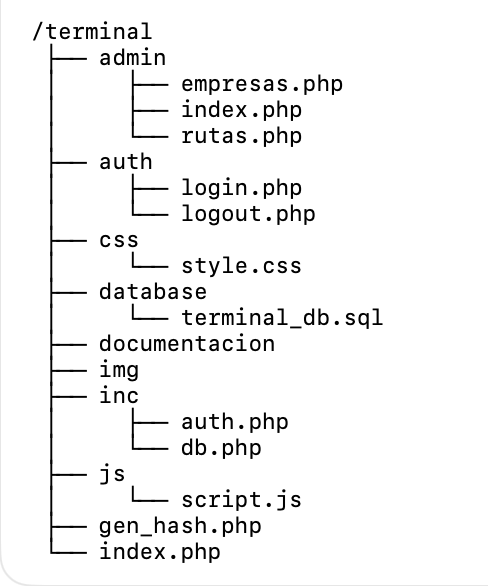 /terminal
├── admin
│   ├── empresas.php
│   ├── index.php
│   └── rutas.php
├── auth
│   ├── login.php
│   └── logout.php
├── css
│   └── style.css
├── database
│   └── terminal_db.sql
├── documentacion
├── img
├── inc
│   ├── auth.php
│   └── db.php
├── js
│   └── script.js
├── gen_hash.php
└── index.php